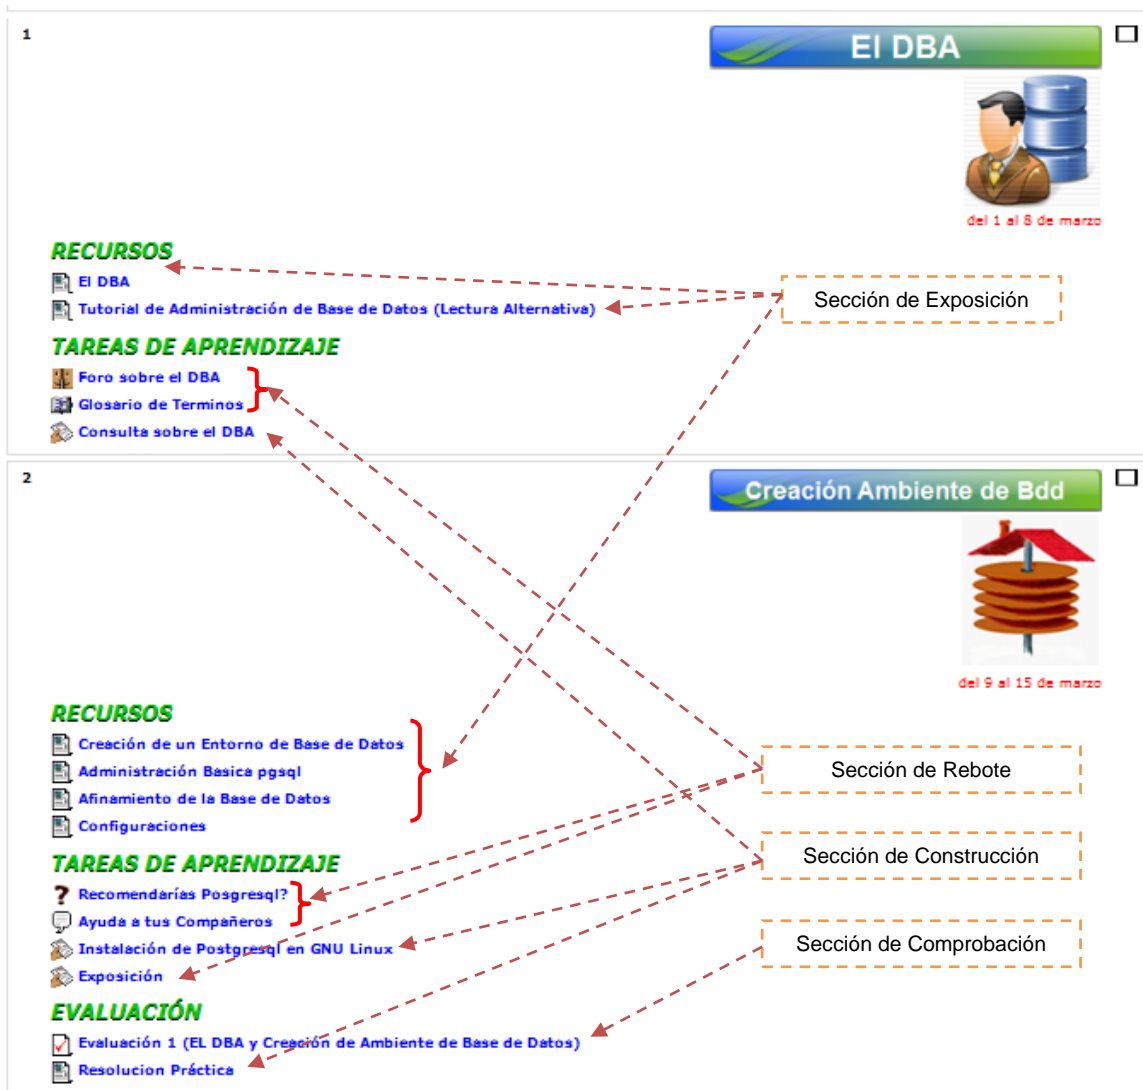 1
El DBA
del 1 al 8 de marzo
RECURSOS
El DBA
Tutorial de Administración de Base de Datos (Lectura Alternativa)
Sección de Exposición
TAREAS DE APRENDIZAJE
Foro sobre el DBA
Glosario de Terminos
Consulta sobre el DBA
2
Creación Ambiente de Bdd
del 9 al 15 de marzo
RECURSOS
Creación de un Entorno de Base de Datos
Administración Basica pgsql
Afinamiento de la Base de Datos
Configuraciones
Sección de Rebote
TAREAS DE APRENDIZAJE
Sección de Construcción
Recomendarías Posgresql?
Ayuda a tus Compañeros
Instalación de Postgresql en GNU Linux
Sección de Comprobación
Exposición
EVALUACIÓN
Evaluación 1 (EL DBA y Creación de Ambiente de Base de Datos)
Resolucion Práctica